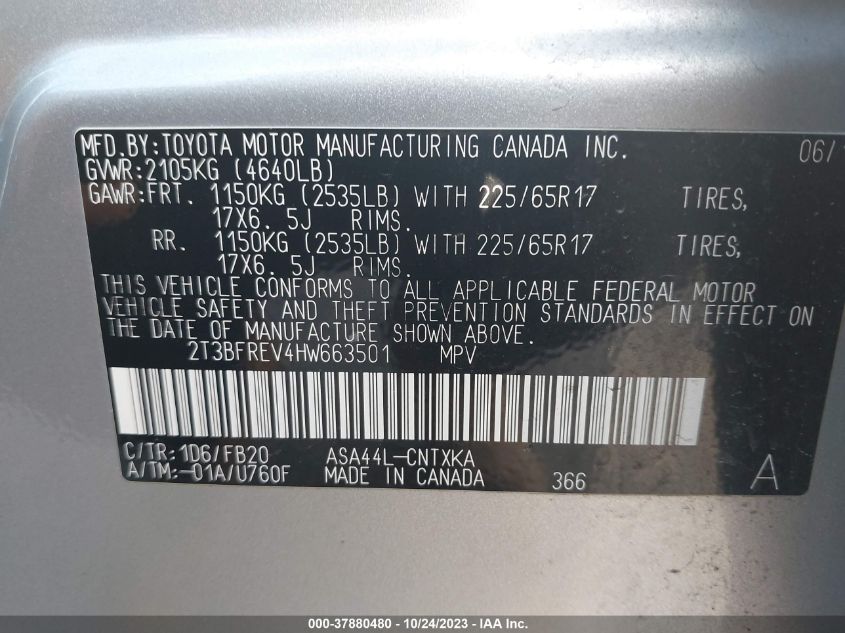 MFD.BY:TOYOTA MOTOR MANUFACTURING CANADA INC. 06/
GVWR:2105KG (4640LB)
GAWR:FRT. 1150KG (2535LB) WITH 225/65R17 TIRES,
17X6. 5J RIMS.
RR. 1150KG (2535LB) WITH 225/65R17 TIRES,
17X6. 5J RIMS.
THIS VEHICLE CONFORMS TO ALL APPLICABLE FEDERAL MOTOR
VEHICLE SAFETY AND THEFT PREVENTION STANDARDS IN EFFECT ON
THE DATE OF MANUFACTURE SHOWN ABOVE.
2T3BFREV4HW663501 MPV
C/TR:1D6/FB20 ASA44L-CNTXKA
A/TM:-01A/U760F MADE IN CANADA 366 A
000-37880480 - 10/24/2023 - IAA Inc.